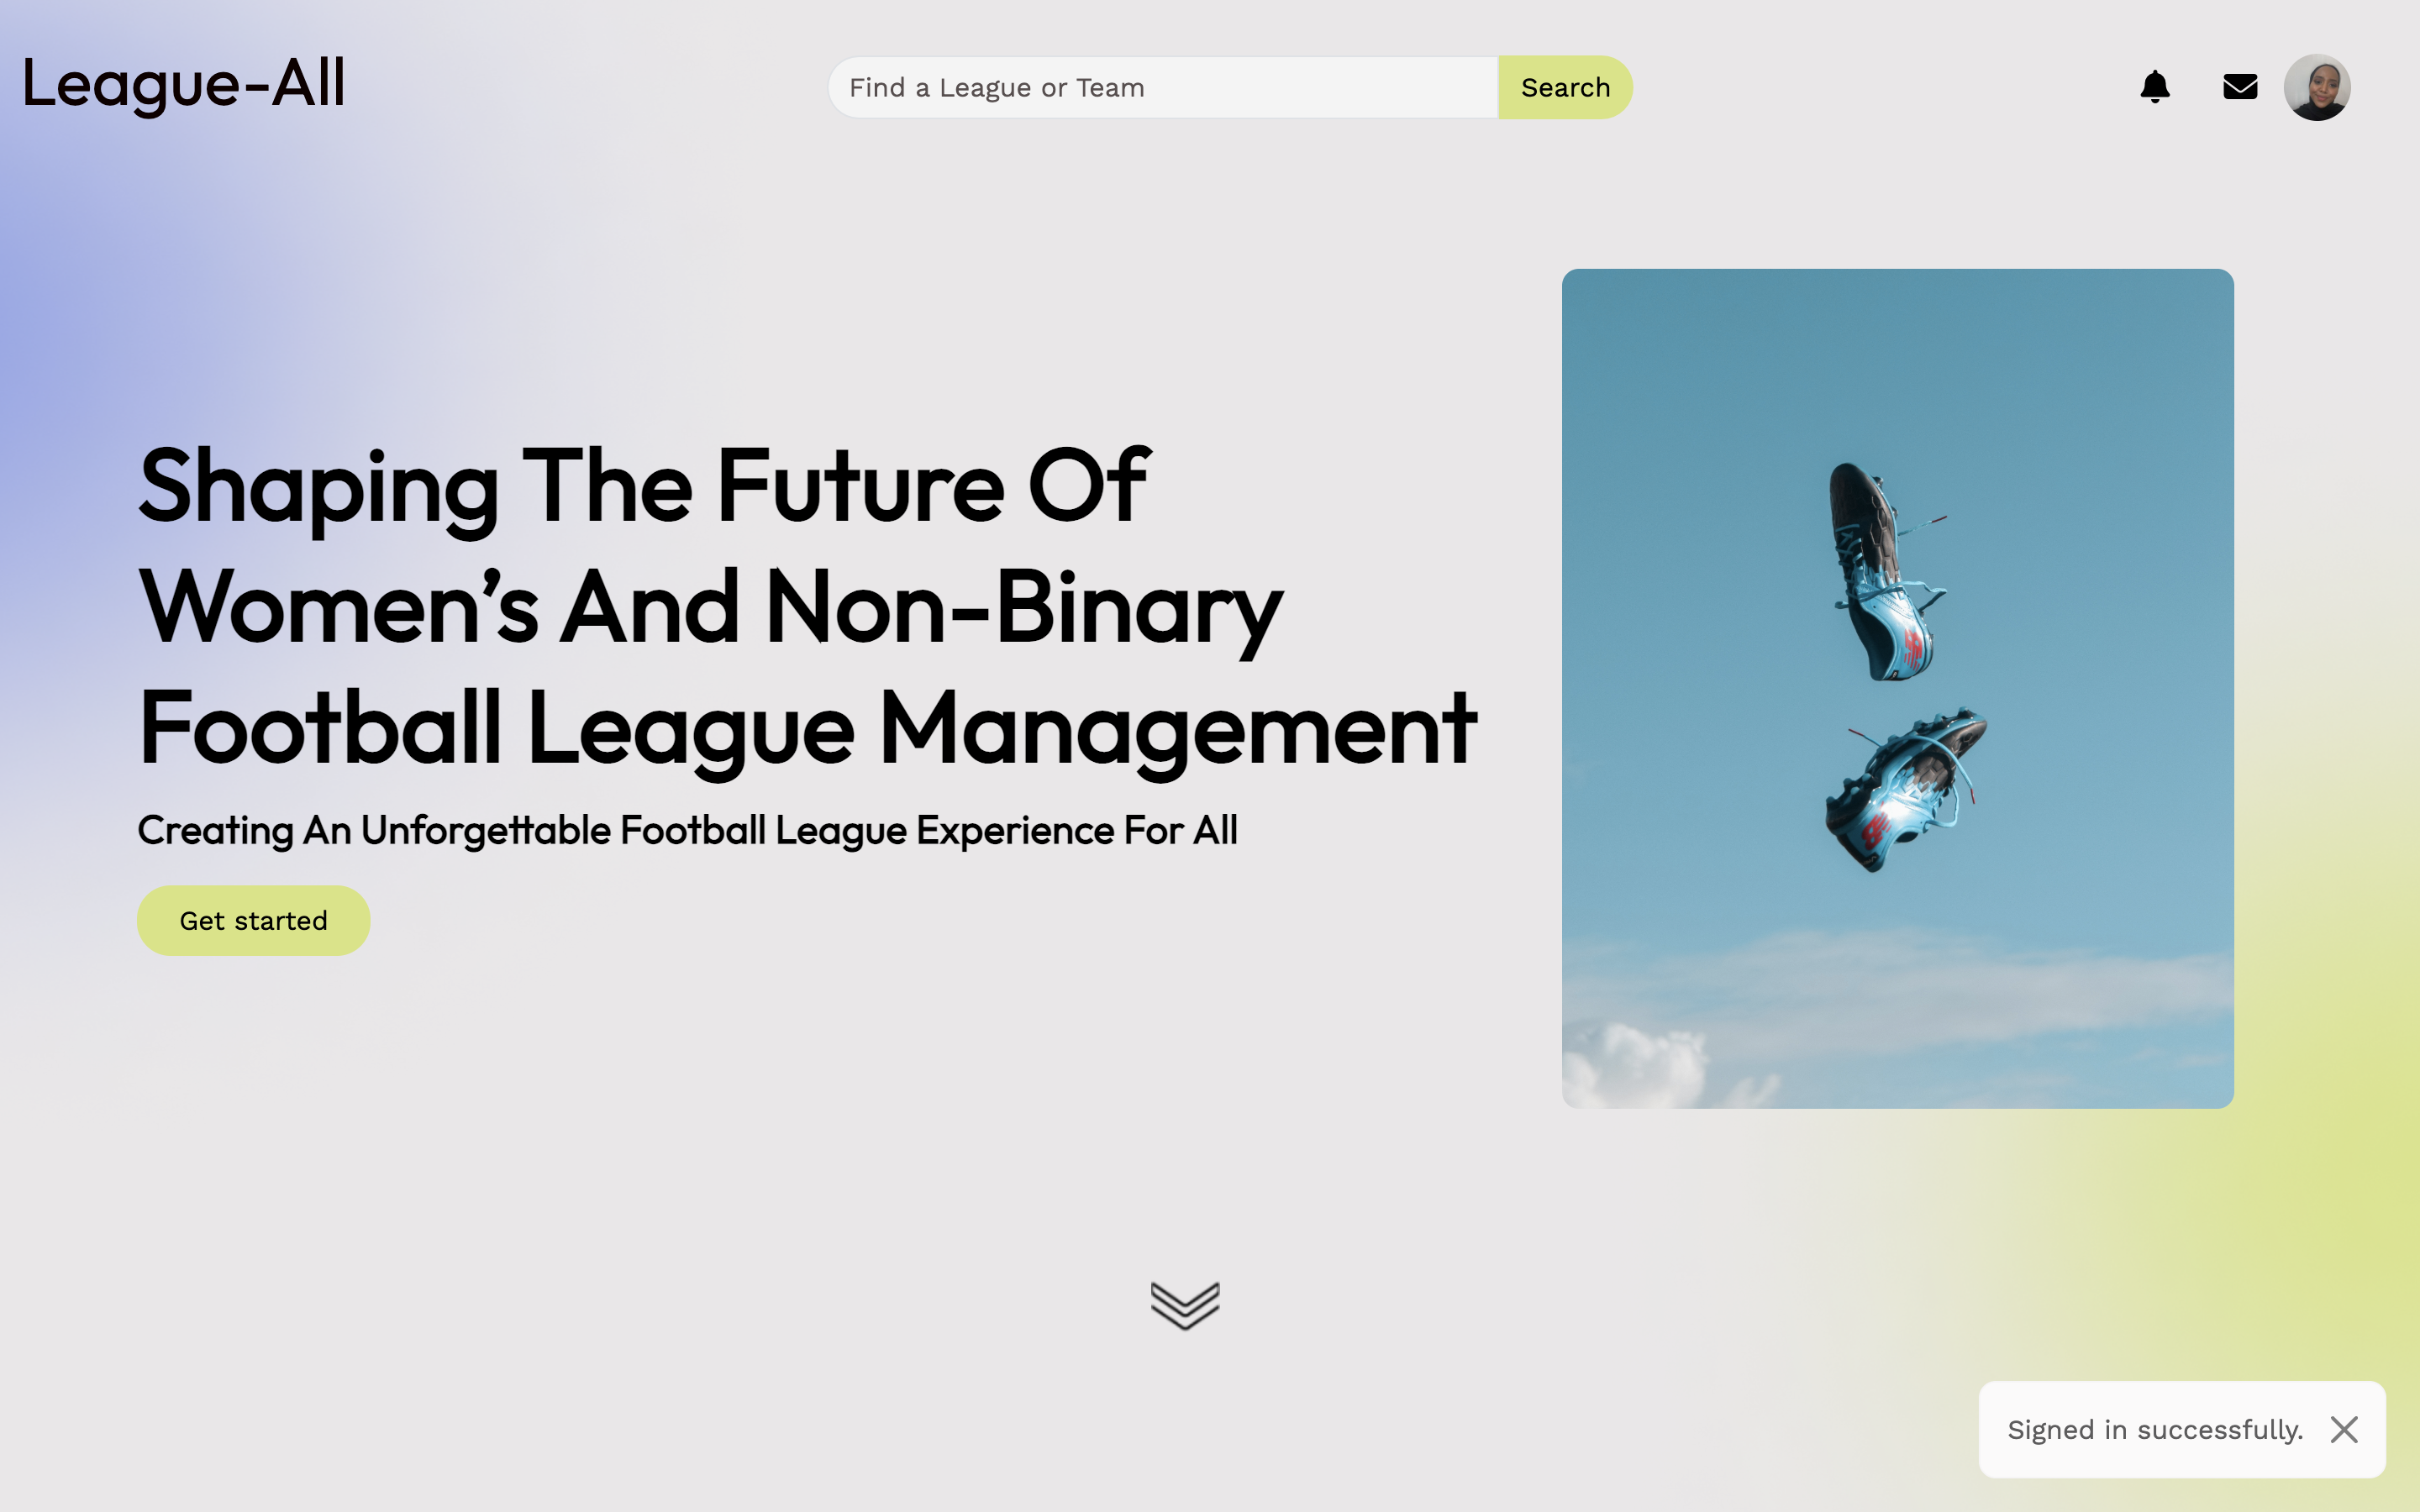 League-All
Find a League or Team
Search
Shaping The Future Of
Women’s And Non-Binary
Football League Management
Creating An Unforgettable Football League Experience For All
Get started
Signed in successfully.